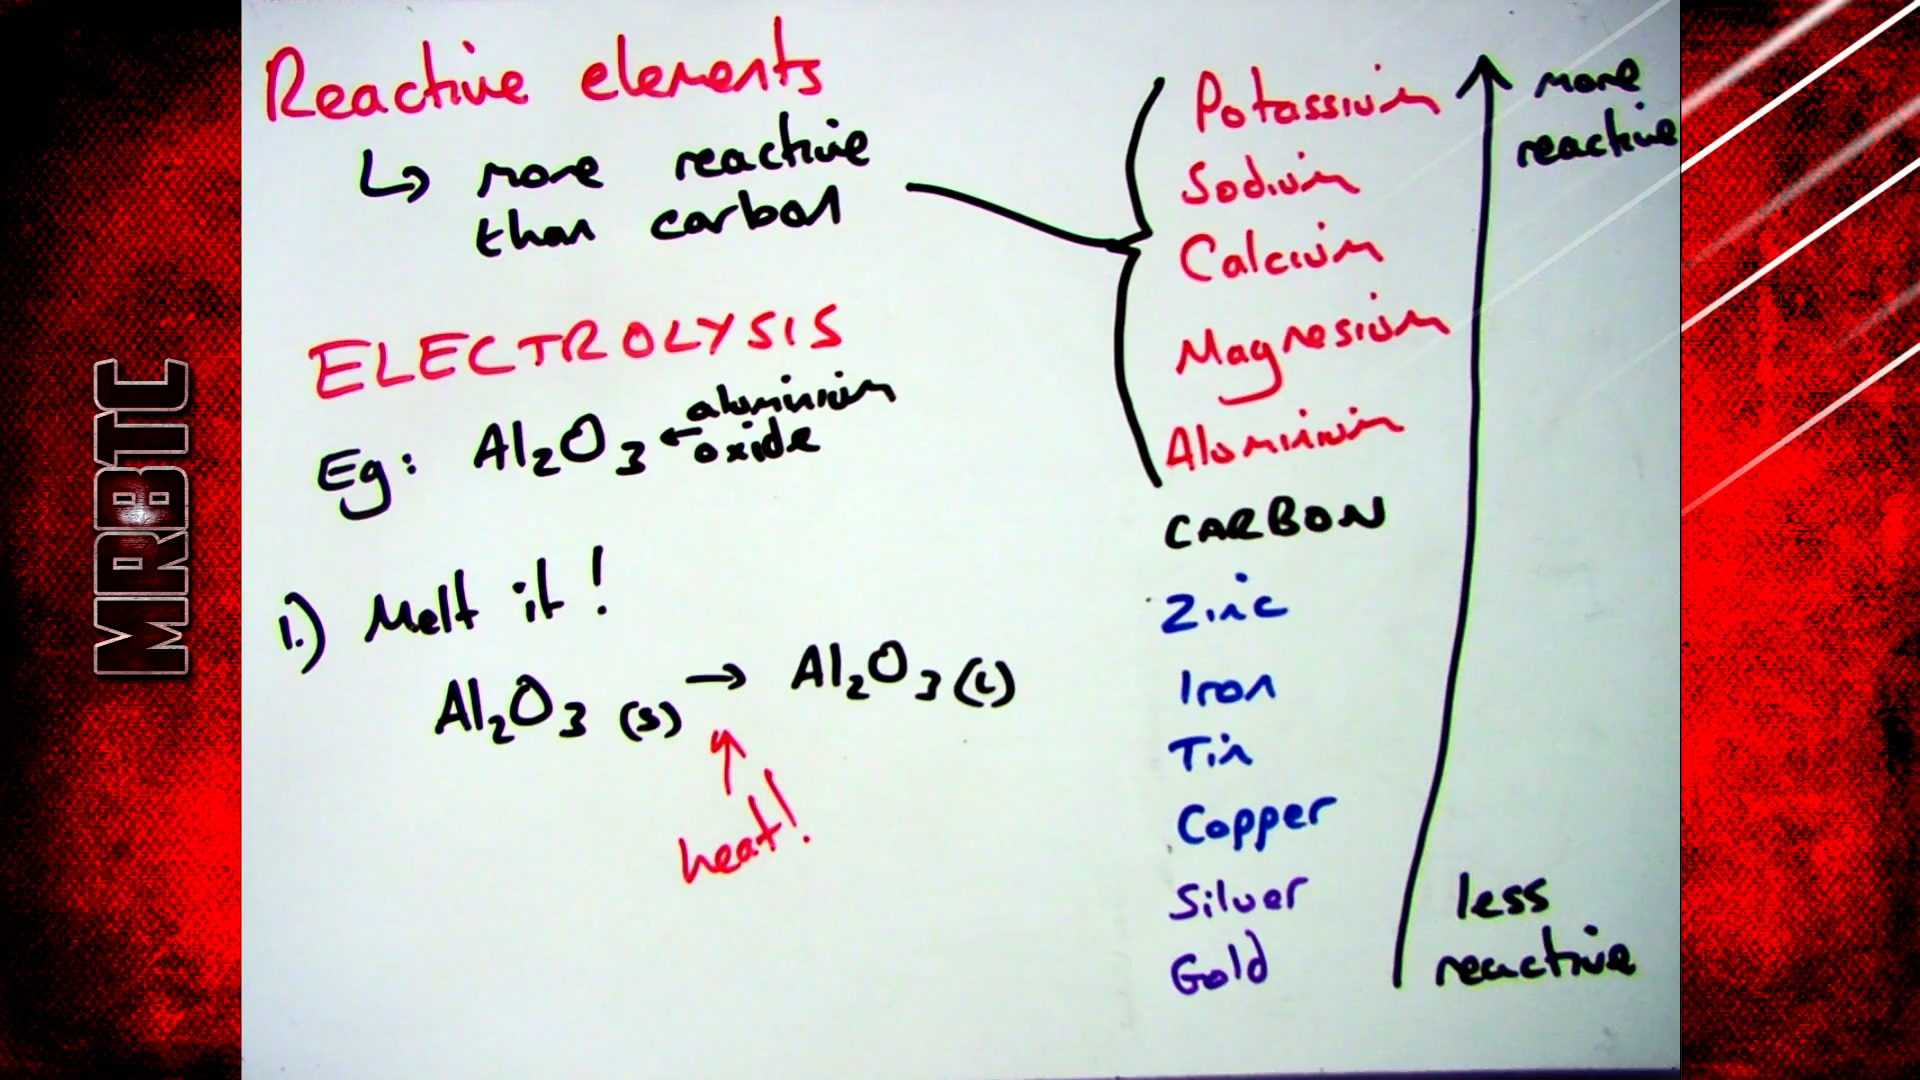 MRBTC
Reactive elements
↳ more reactive
than carbon
ELECTROLYSIS
Eg: Al₂O₃ ← aluminium
oxide
1.) Melt it!
Al₂O₃ (s) → Al₂O₃ (l)
heat!
Potassium
Sodium
Calcium
Magnesium
Aluminium
CARBON
Zinc
Iron
Tin
Copper
Silver
Gold
more
reactive
less
reactive